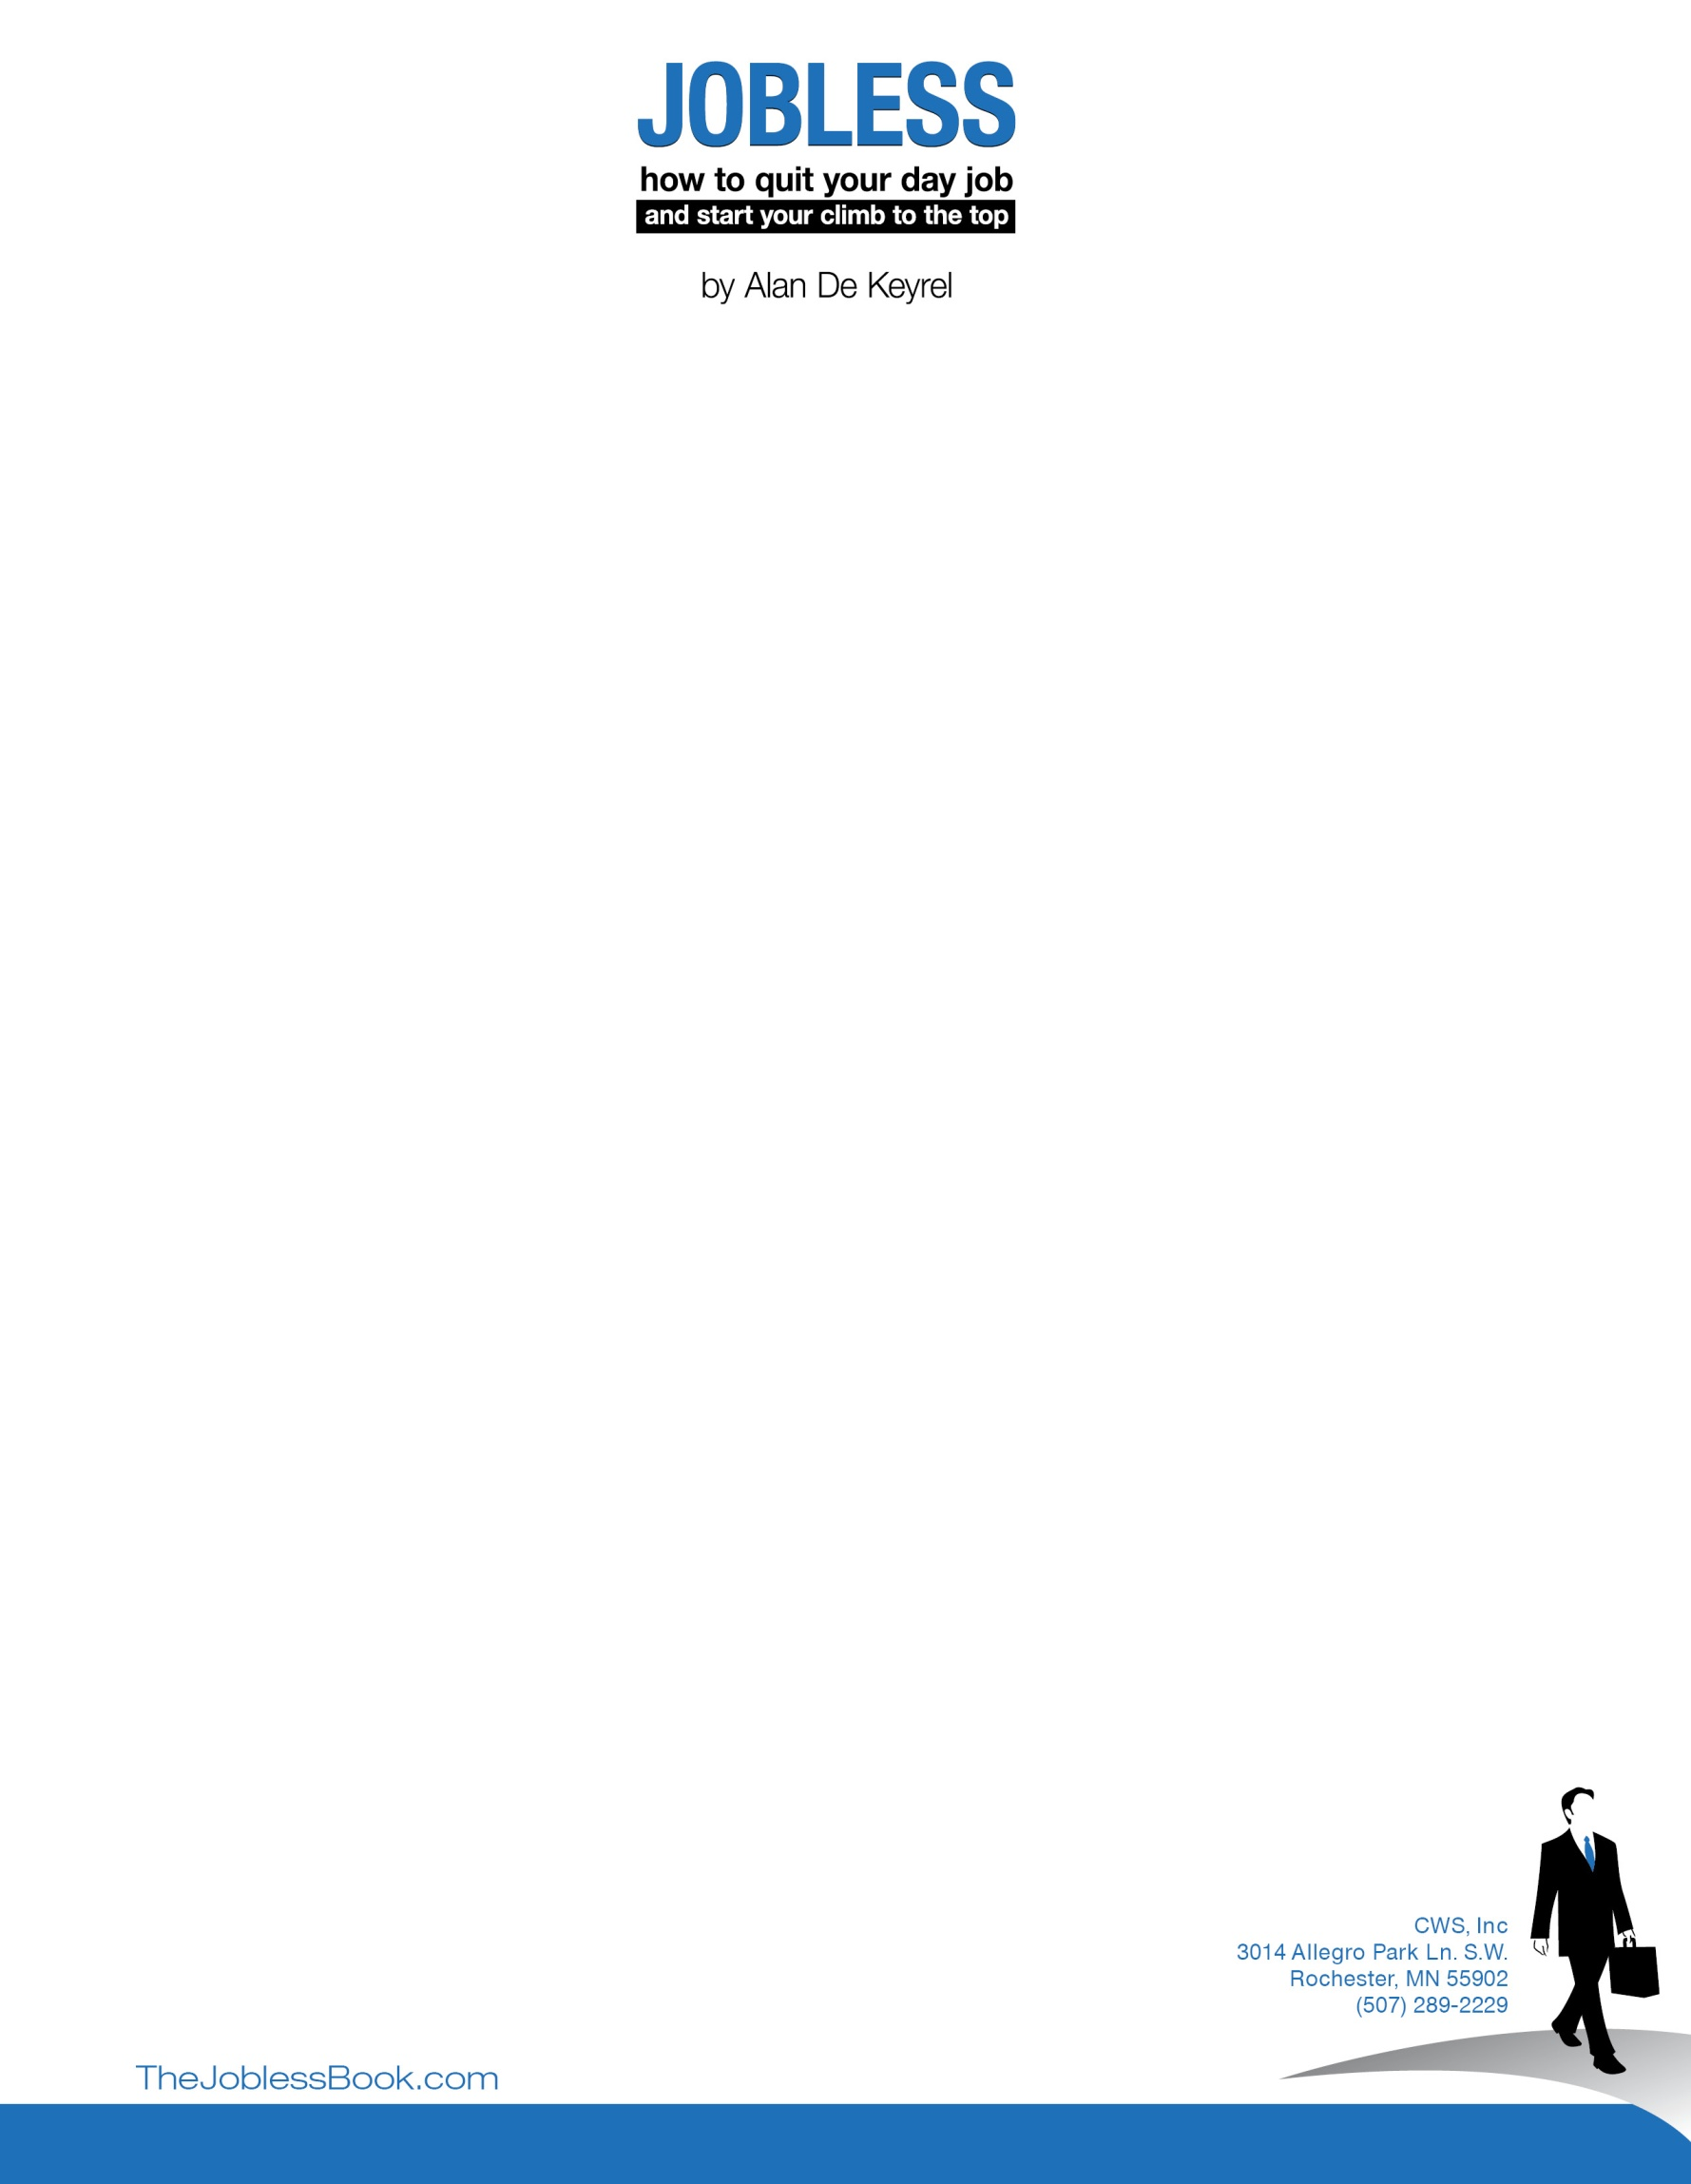 JOBLESS
how to quit your day job
and start your climb to the top
by Alan De Keyrel
CWS, Inc
3014 Allegro Park Ln. S.W.
Rochester, MN 55902
(507) 289-2229
TheJoblessBook.com